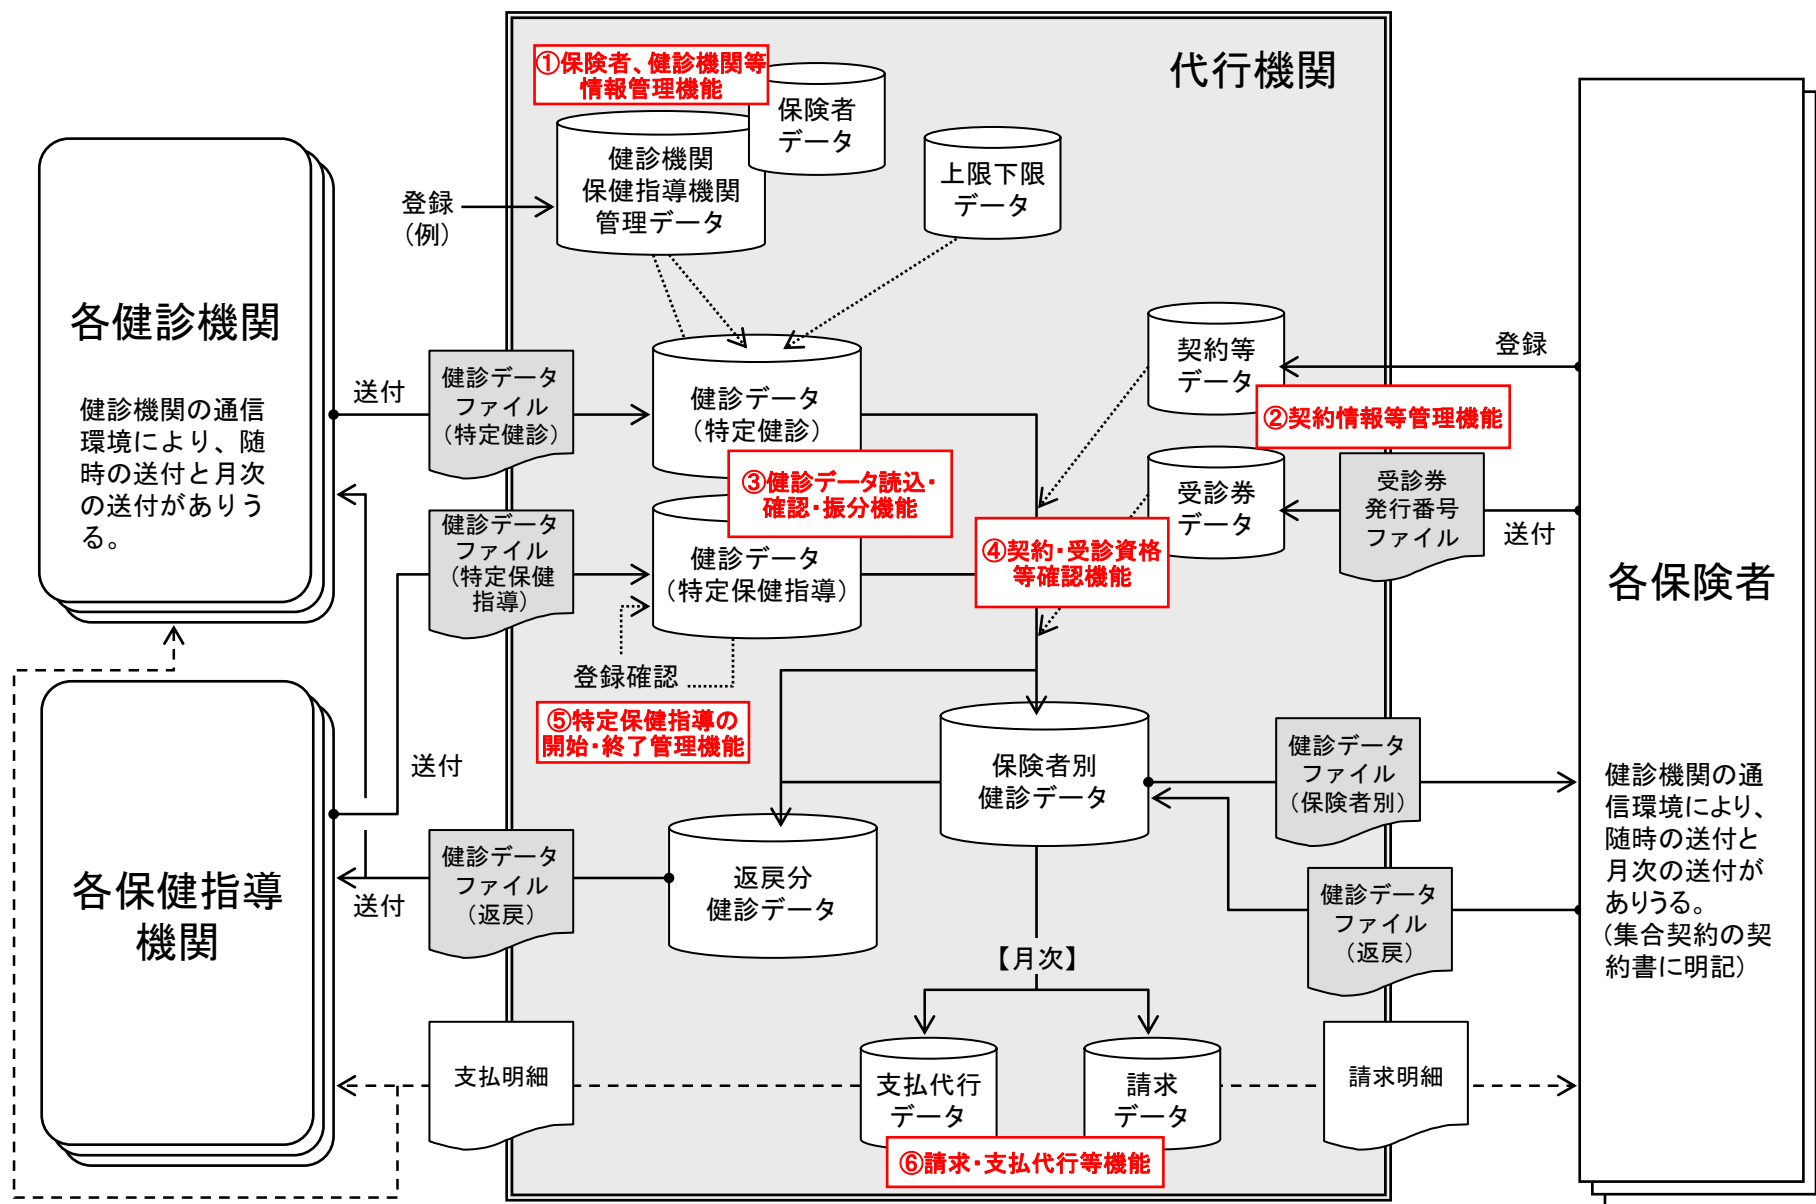 代行機関
①保険者、健診機関等
情報管理機能
保険者
データ
健診機関
保健指導機関
管理データ
上限下限
データ
登録
（例）
各健診機関
健診機関の通信
環境により、随
時の送付と月次
の送付がありう
る。
送付
健診データ
ファイル
（特定健診）
健診データ
（特定健診）
契約等
データ
登録
②契約情報等管理機能
③健診データ読込・
確認・振分機能
受診券
データ
受診券
発行番号
ファイル
送付
健診データ
ファイル
（特定保健
指導）
健診データ
（特定保健指導）
④契約・受診資格
等確認機能
各保険者
健診機関の通
信環境により、
随時の送付と
月次の送付が
ありうる。
（集合契約の契
約書に明記）
登録確認
⑤特定保健指導の
開始・終了管理機能
送付
保険者別
健診データ
健診データ
ファイル
（保険者別）
各保健指導
機関
送付
健診データ
ファイル
（返戻）
返戻分
健診データ
健診データ
ファイル
（返戻）
【月次】
支払明細
支払代行
データ
請求
データ
請求明細
⑥請求・支払代行等機能